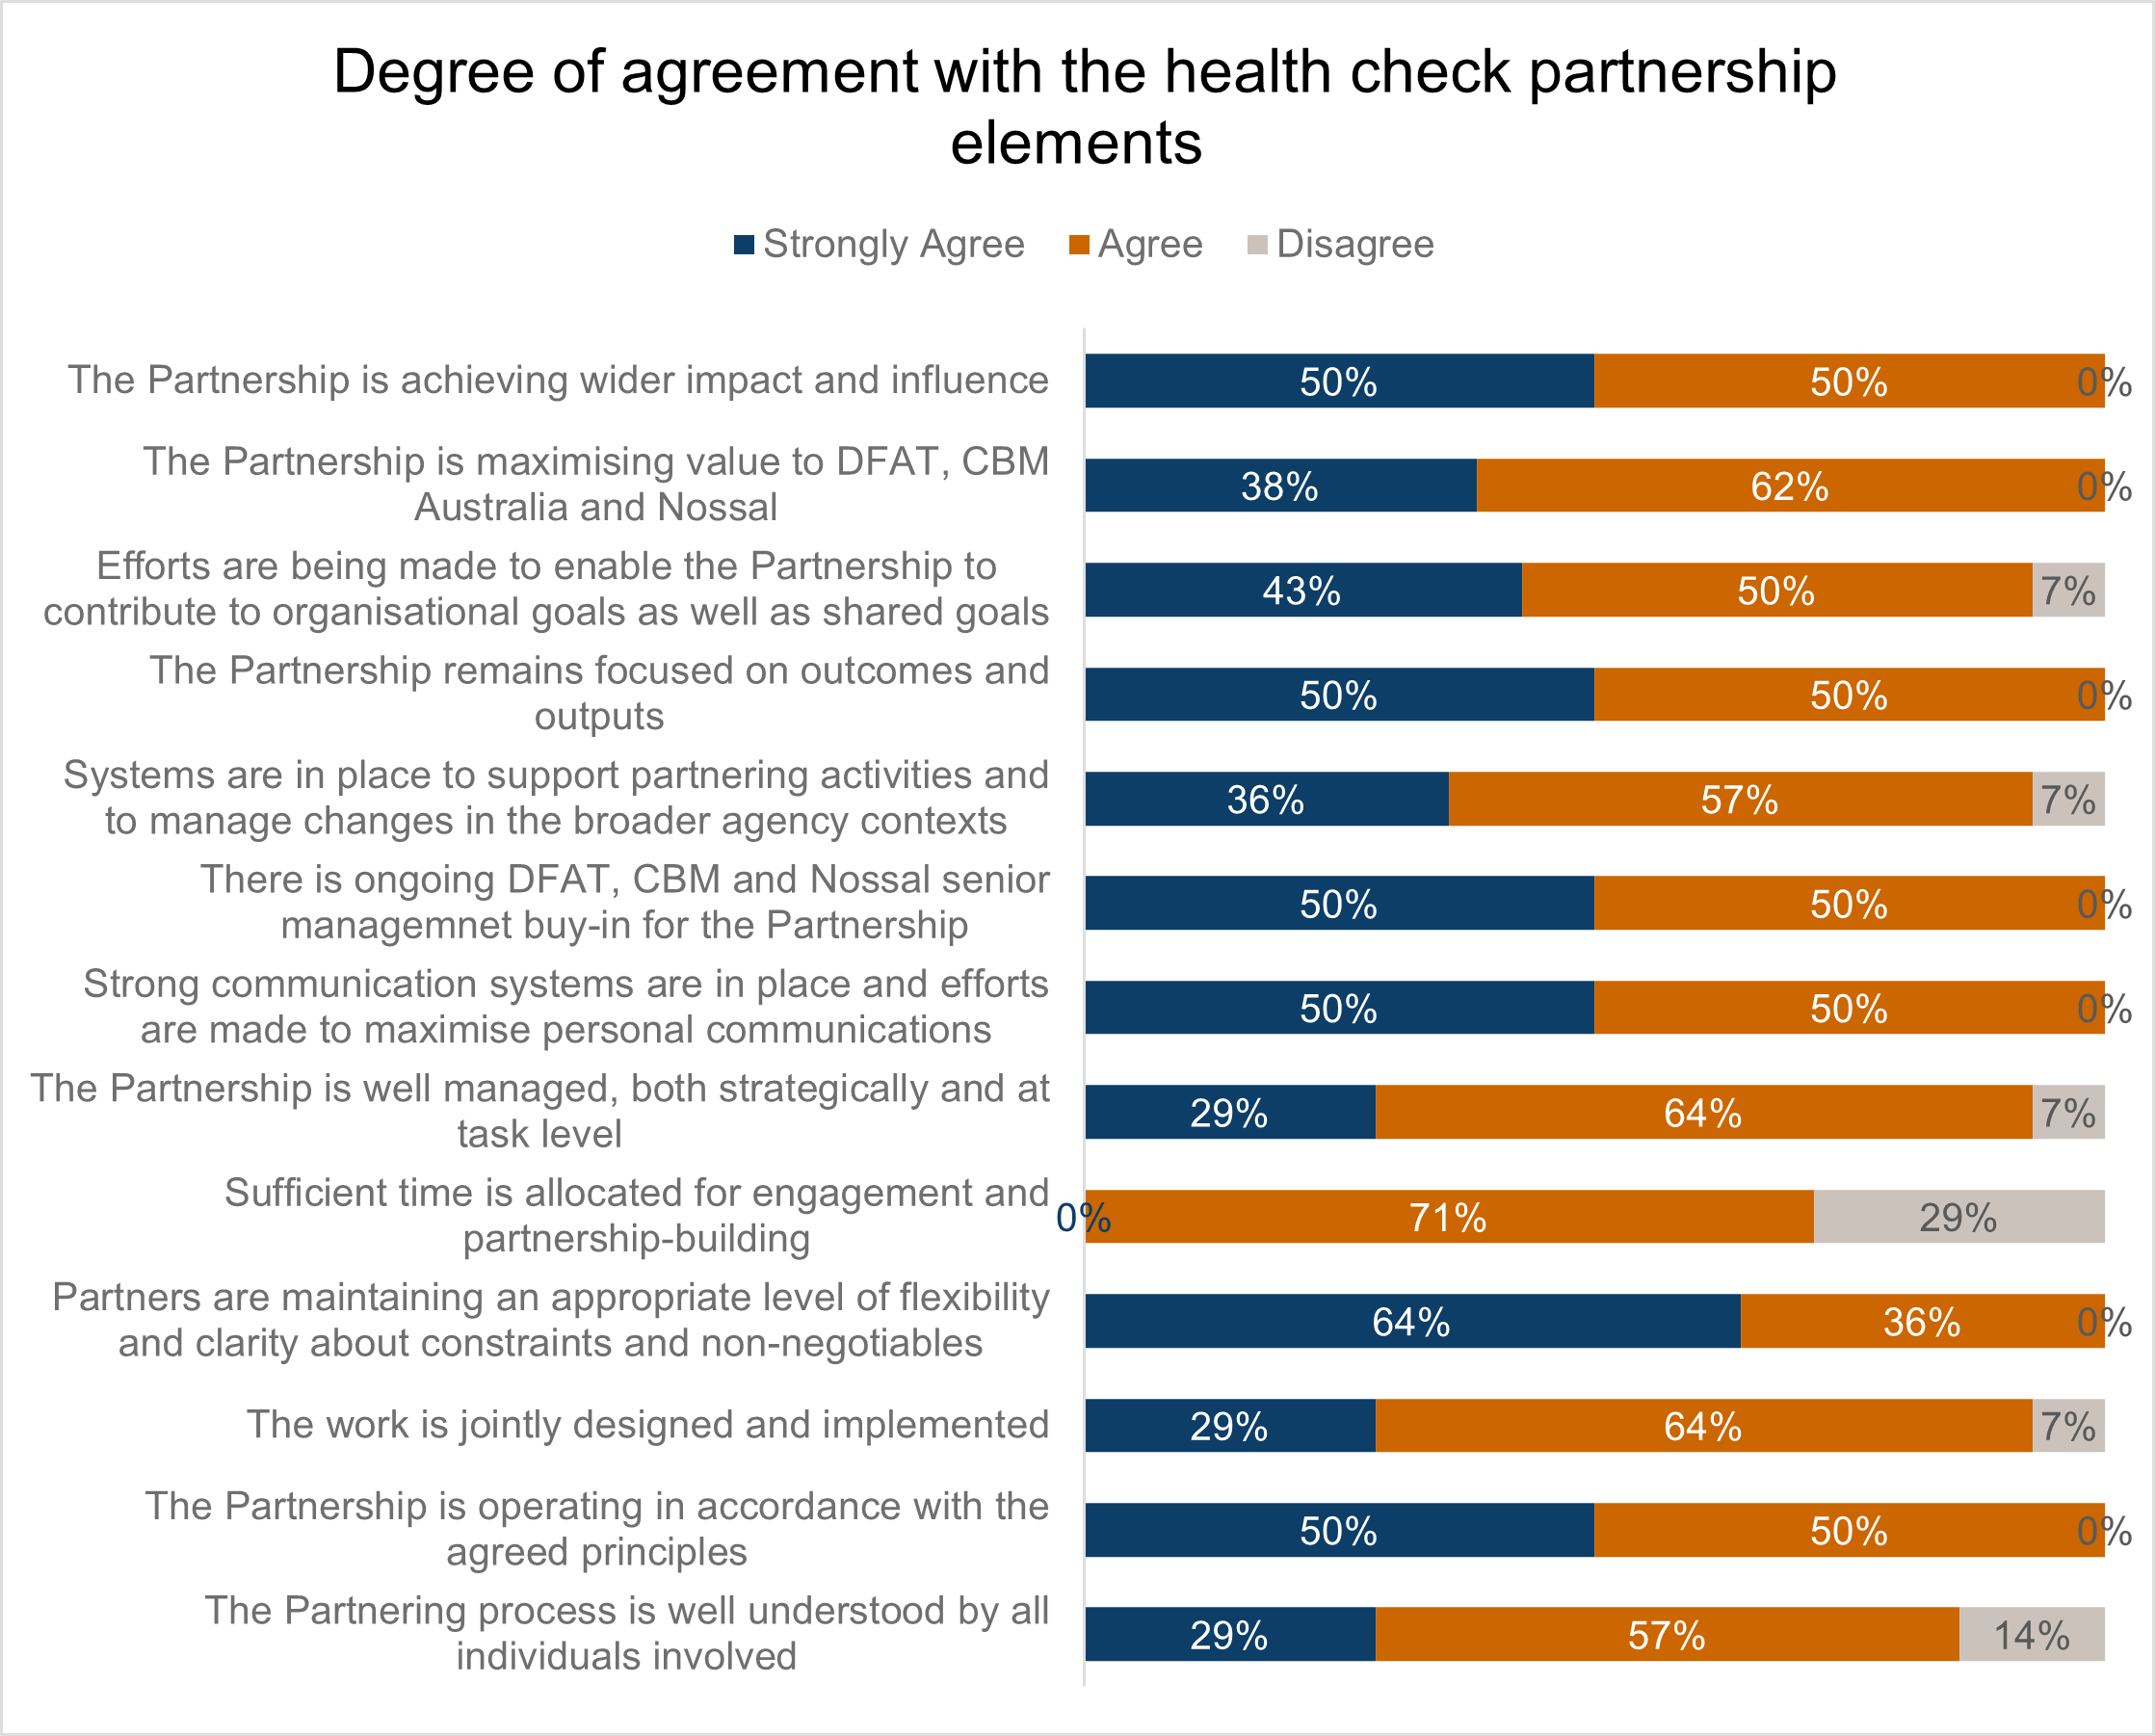 Degree of agreement with the health check partnership
elements
Strongly Agree Agree Disagree
The Partnership is achieving wider impact and influence
50% 50% 0%
The Partnership is maximising value to DFAT, CBM
Australia and Nossal
38% 62% 0%
Efforts are being made to enable the Partnership to
contribute to organisational goals as well as shared goals
43% 50% 7%
The Partnership remains focused on outcomes and
outputs
50% 50% 0%
Systems are in place to support partnering activities and
to manage changes in the broader agency contexts
36% 57% 7%
There is ongoing DFAT, CBM and Nossal senior
managemnet buy-in for the Partnership
50% 50% 0%
Strong communication systems are in place and efforts
are made to maximise personal communications
50% 50% 0%
The Partnership is well managed, both strategically and at
task level
29% 64% 7%
Sufficient time is allocated for engagement and
partnership-building
0% 71% 29%
Partners are maintaining an appropriate level of flexibility
and clarity about constraints and non-negotiables
64% 36% 0%
The work is jointly designed and implemented
29% 64% 7%
The Partnership is operating in accordance with the
agreed principles
50% 50% 0%
The Partnering process is well understood by all
individuals involved
29% 57% 14%